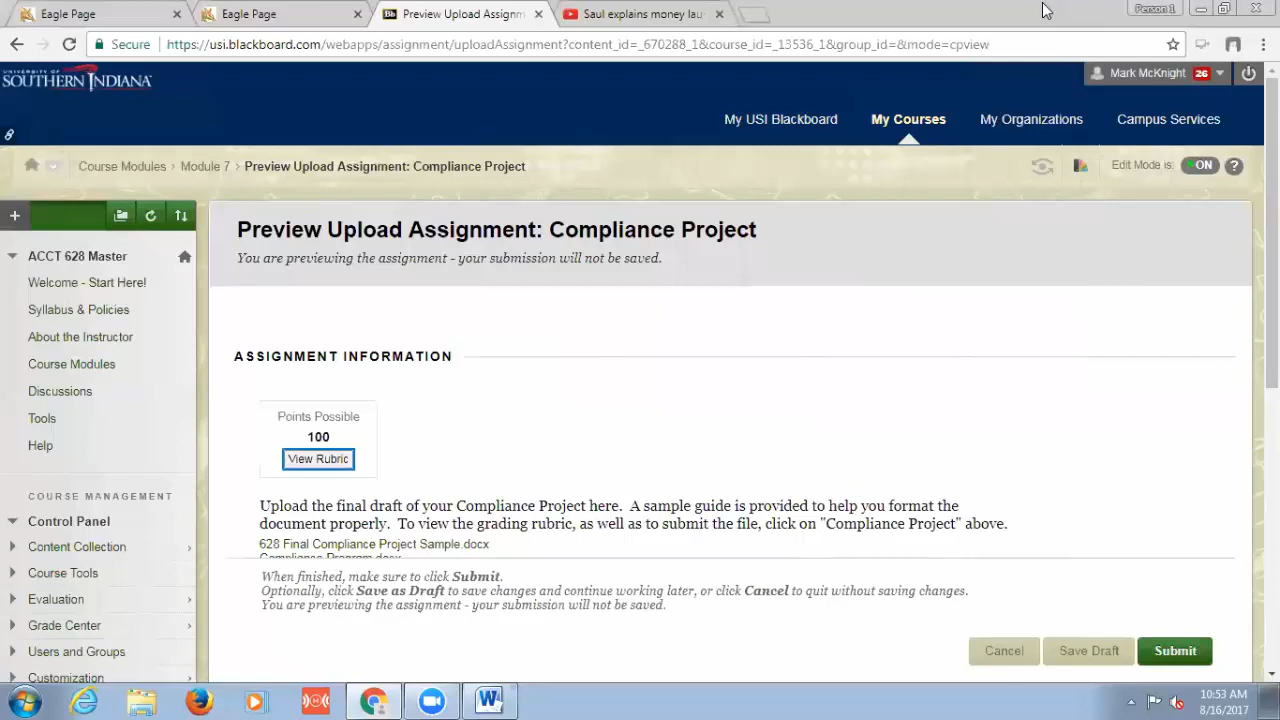 Eagle Page
Eagle Page
Bb Preview Upload Assignm
Saul explains money lau
Person 1
Secure
https://usi.blackboard.com/webapps/assignment/uploadAssignment?content_id=_670288_1&course_id=_13536_1&group_id=&mode=cpview
UNIVERSITY OF
SOUTHERN INDIANA
Mark McKnight 26
My USI Blackboard
My Courses
My Organizations
Campus Services
Course Modules
Module 7
Preview Upload Assignment: Compliance Project
Edit Mode is: ON ?
Preview Upload Assignment: Compliance Project
You are previewing the assignment - your submission will not be saved.
ACCT 628 Master
Welcome - Start Here!
Syllabus & Policies
About the Instructor
Course Modules
Discussions
Tools
Help
COURSE MANAGEMENT
Control Panel
Content Collection
Course Tools
Evaluation
Grade Center
Users and Groups
Customization
ASSIGNMENT INFORMATION
Points Possible
100
View Rubric
Upload the final draft of your Compliance Project here. A sample guide is provided to help you format the
document properly. To view the grading rubric, as well as to submit the file, click on "Compliance Project" above.
628 Final Compliance Project Sample.docx
Compliance Program.docx
When finished, make sure to click Submit.
Optionally, click Save as Draft to save changes and continue working later, or click Cancel to quit without saving changes.
You are previewing the assignment - your submission will not be saved.
Cancel
Save Draft
Submit
10:53 AM
8/16/2017